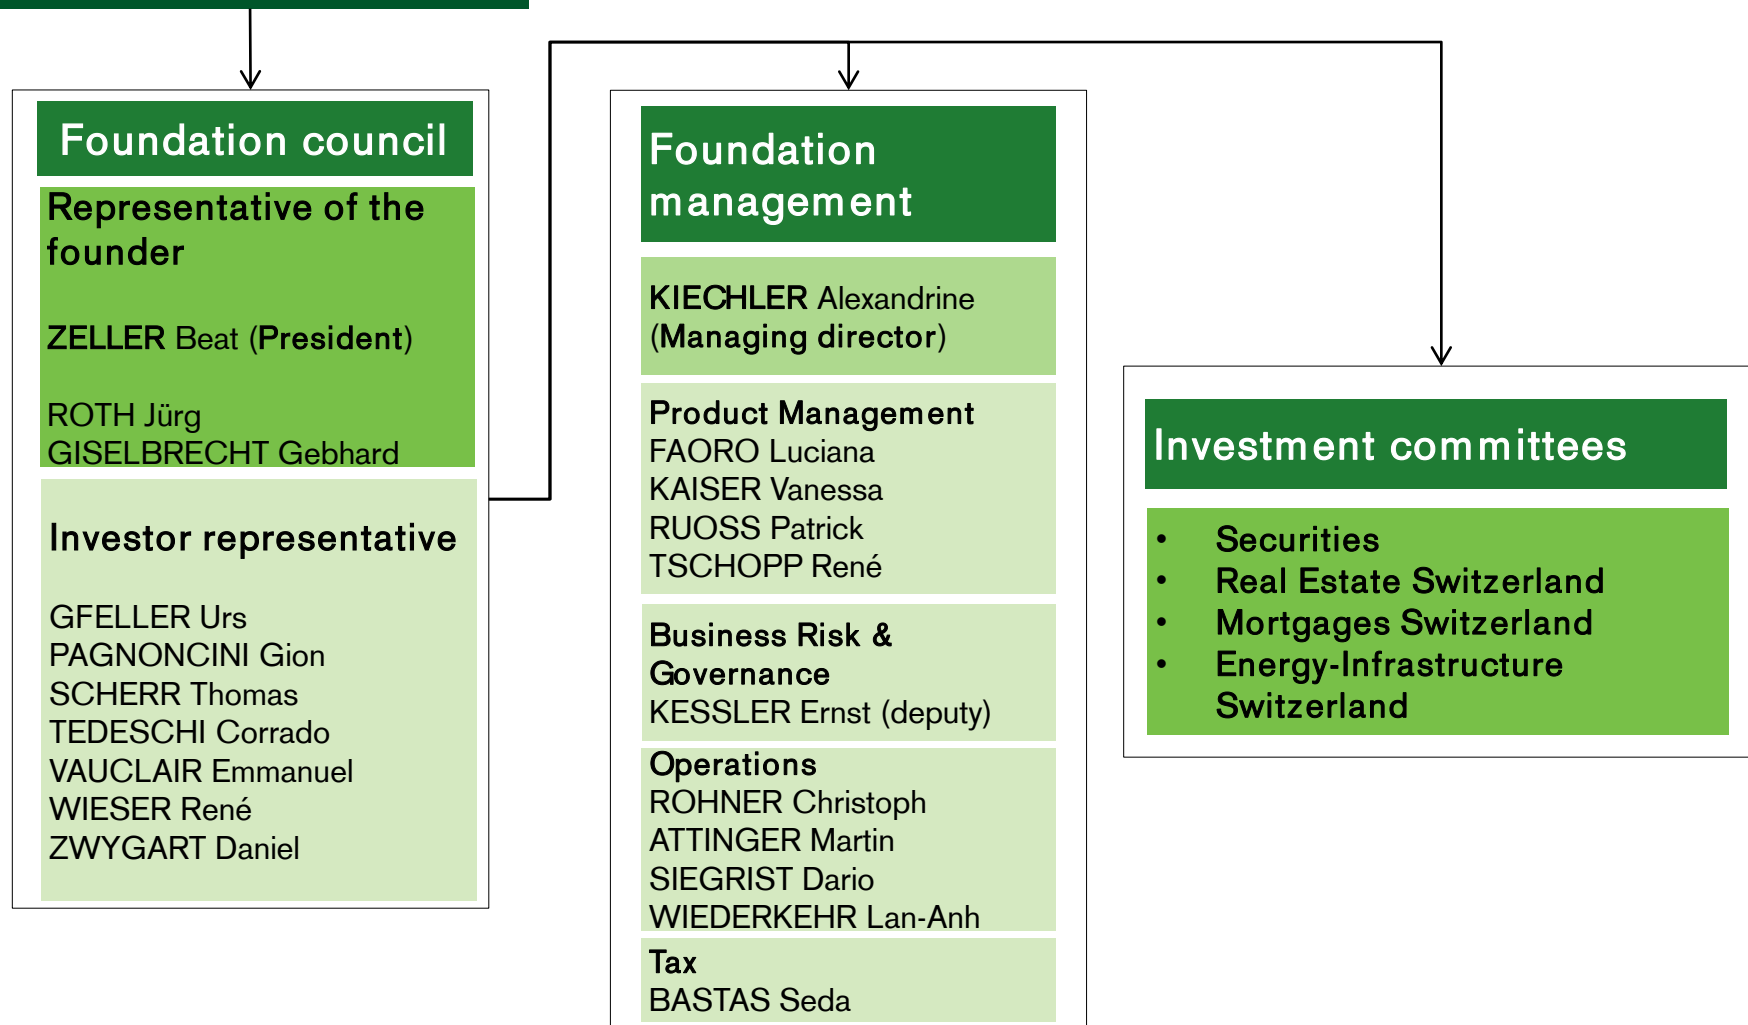 Foundation council
Representative of the
founder
ZELLER Beat (President)
ROTH Jürg
GISELBRECHT Gebhard
Investor representative
GFELLER Urs
PAGNONCINI Gion
SCHERR Thomas
TEDESCHI Corrado
VAUCLAIR Emmanuel
WIESER René
ZWYGART Daniel
Foundation
management
KIECHLER Alexandrine
(Managing director)
Product Management
FAORO Luciana
KAISER Vanessa
RUOSS Patrick
TSCHOPP René
Business Risk &
Governance
KESSLER Ernst (deputy)
Operations
ROHNER Christoph
ATTINGER Martin
SIEGRIST Dario
WIEDERKEHR Lan-Anh
Tax
BASTAS Seda
Investment committees
• Securities
• Real Estate Switzerland
• Mortgages Switzerland
• Energy-Infrastructure
Switzerland